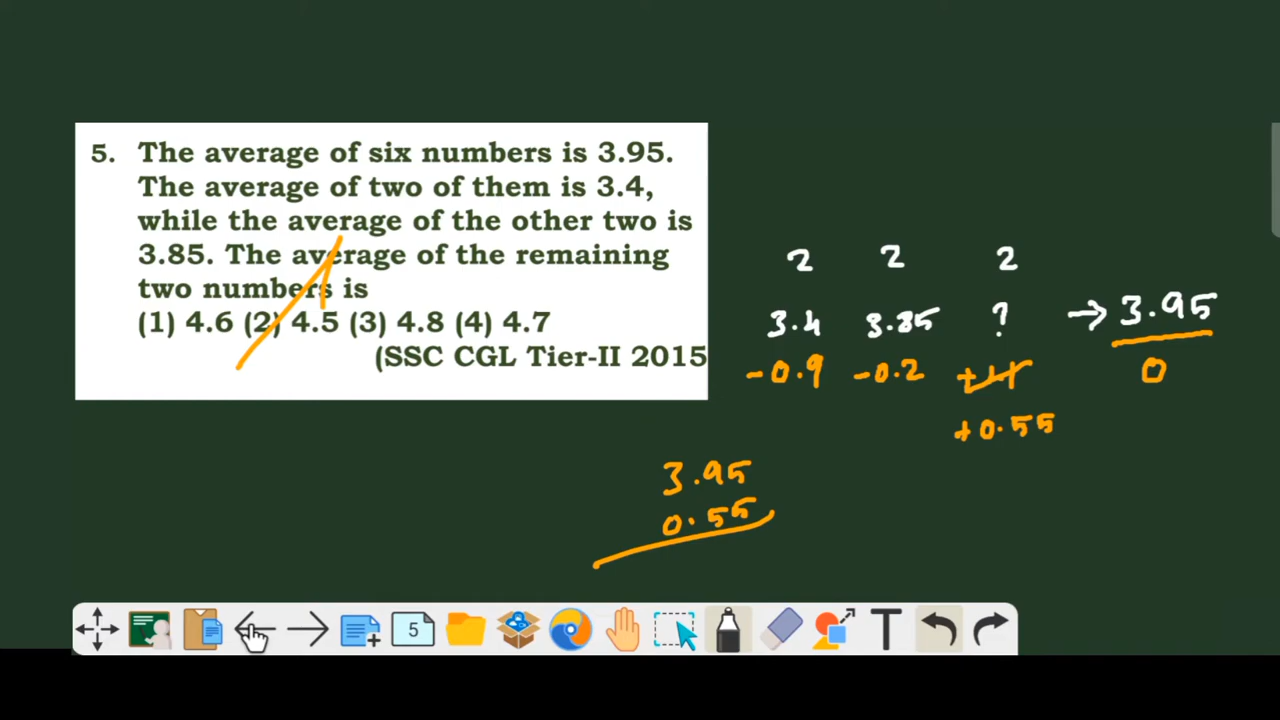 5. The average of six numbers is 3.95.
The average of two of them is 3.4,
while the average of the other two is
3.85. The average of the remaining
two numbers is
(1) 4.6 (2) 4.5 (3) 4.8 (4) 4.7
(SSC CGL Tier-II 2015
2 2 2
3.4 3.85 ? → 3.95
-0.9 -0.2 +11 0
+0.55
3.95
0.55
5
T